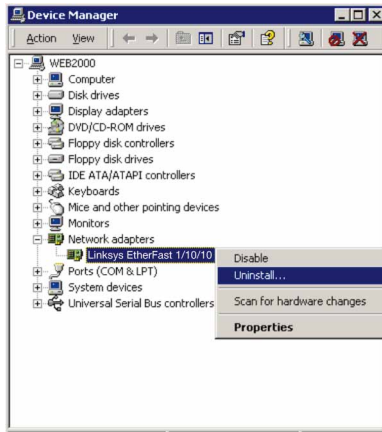 Device Manager
Action View
WEB2000
Computer
Disk drives
Display adapters
DVD/CD-ROM drives
Floppy disk controllers
Floppy disk drives
IDE ATA/ATAPI controllers
Keyboards
Mice and other pointing devices
Monitors
Network adapters
Linksys EtherFast 1/10/10
Ports (COM & LPT)
System devices
Universal Serial Bus controllers
Disable
Uninstall...
Scan for hardware changes
Properties